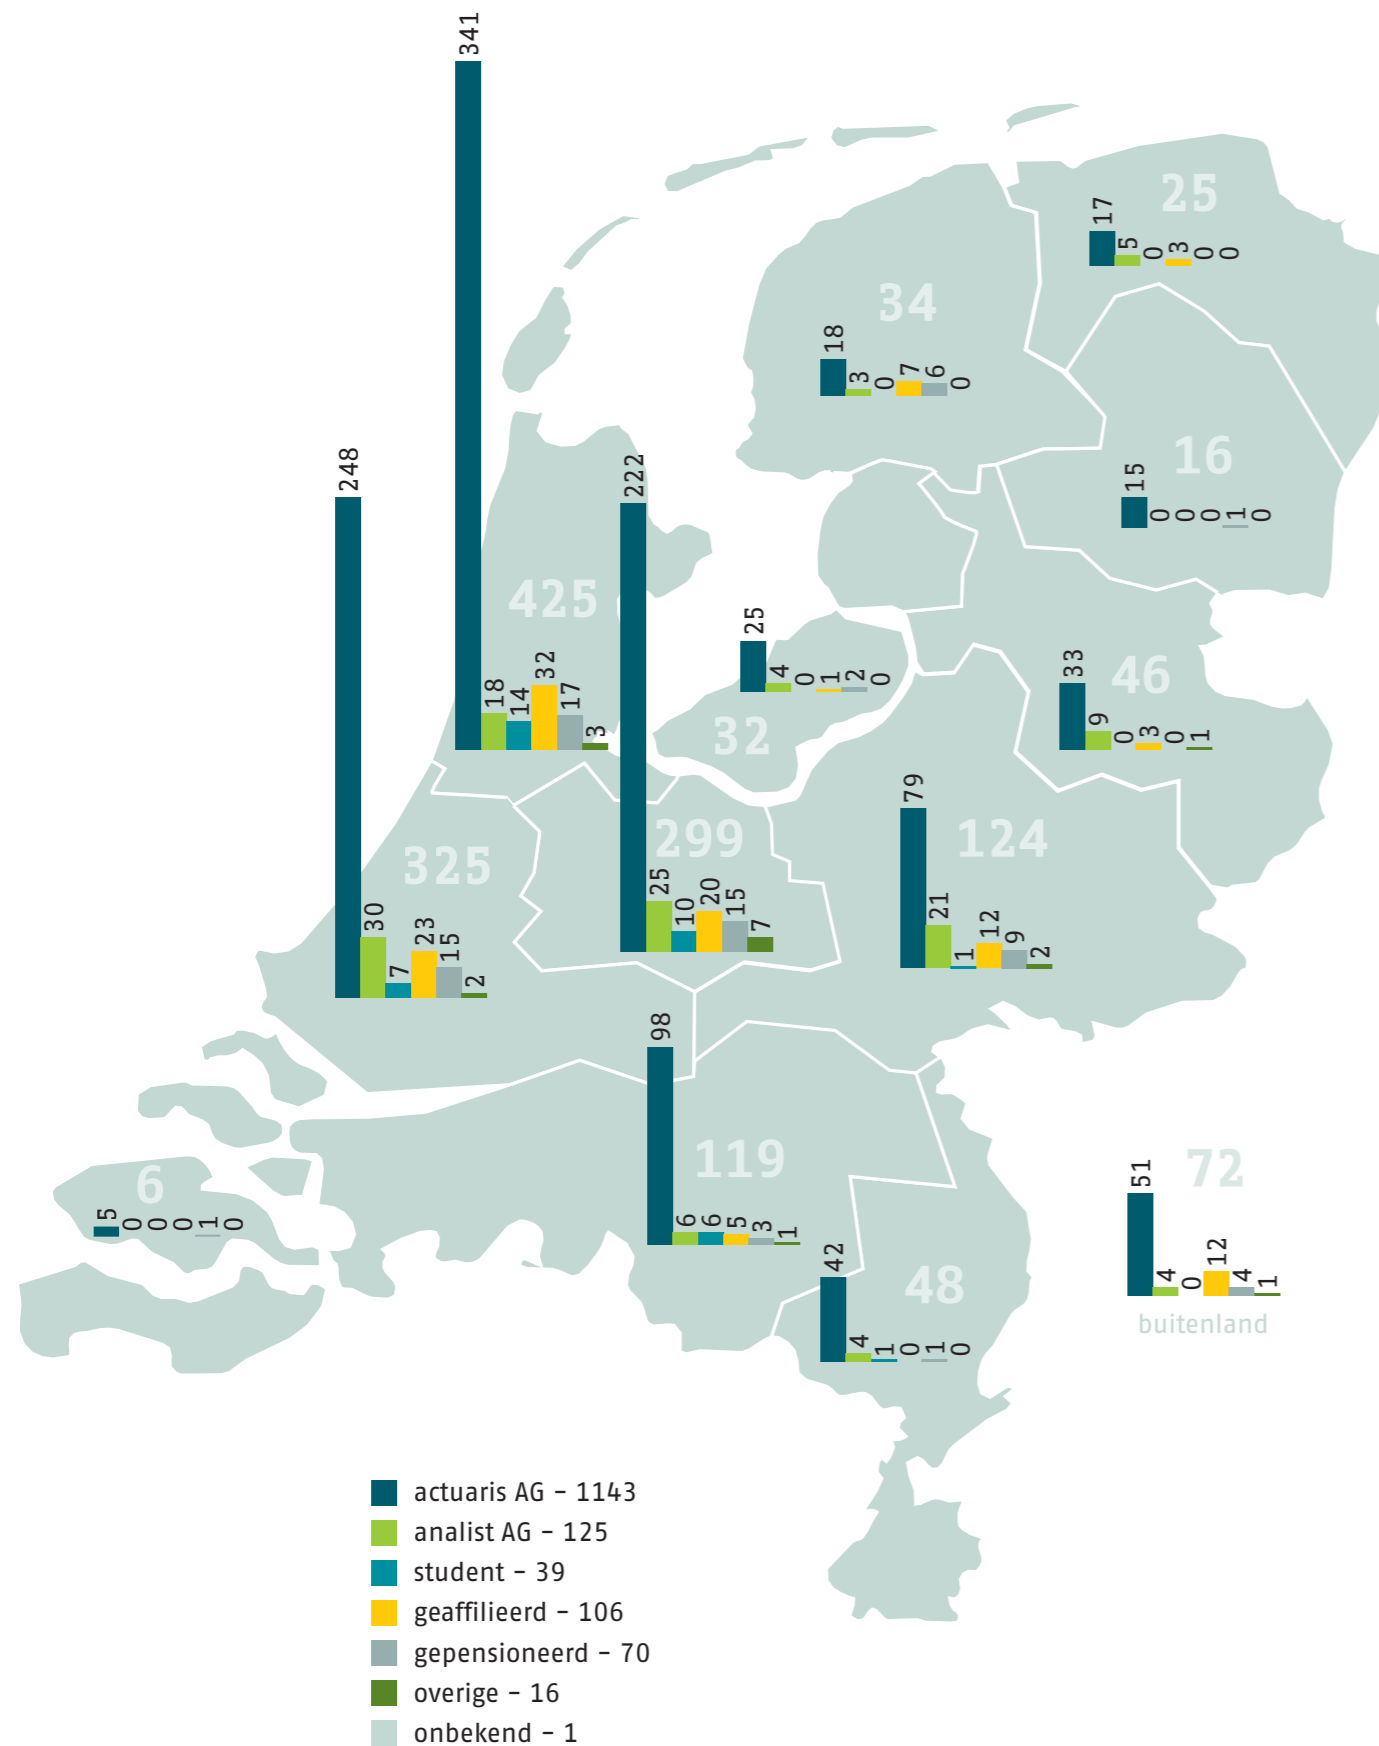 341
25
17 5 0 3 0 0
34
18 3 0 7 6 0
16
15 0 0 0 1 0
248
222
425
18 14 32 17 3
25 4 0 1 2 0
32
46
33 9 0 3 0 1
325
30 7 23 15 2
299
25 10 20 15 7
124
79 21 1 12 9 2
119
98 6 6 5 3 1
6
5 0 0 0 1 0
72
51 4 0 12 4 1
buitenland
48
42 4 1 0 1 0
actuaris AG – 1143
analist AG – 125
student – 39
geaffilieerd – 106
gepensioneerd – 70
overige – 16
onbekend – 1